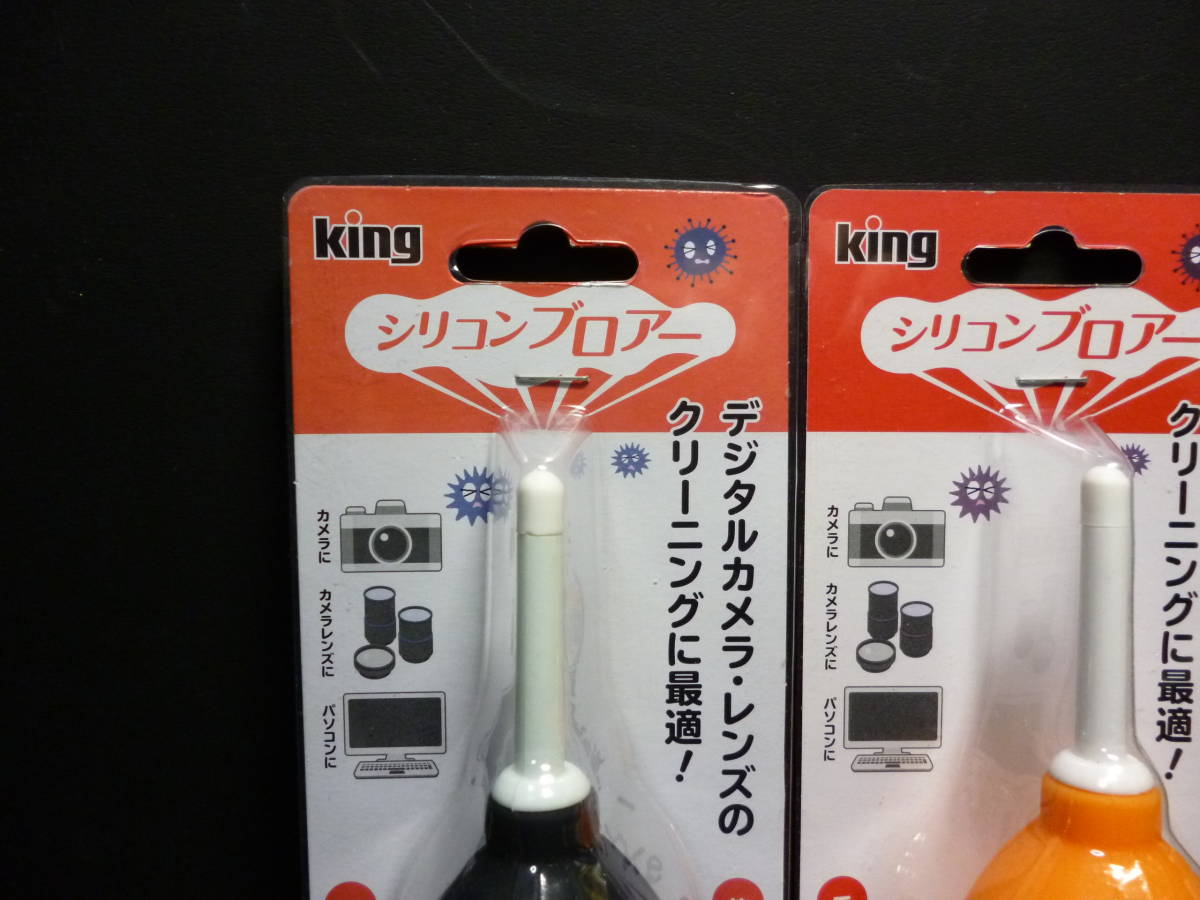 king
シリコンブロアー
デジタルカメラ・レンズの
クリーニングに最適！
カメラに
カメラレンズに
パソコンに
king
シリコンブロアー
クリーニングに最適！
カメラに
カメラレンズに
パソコンに